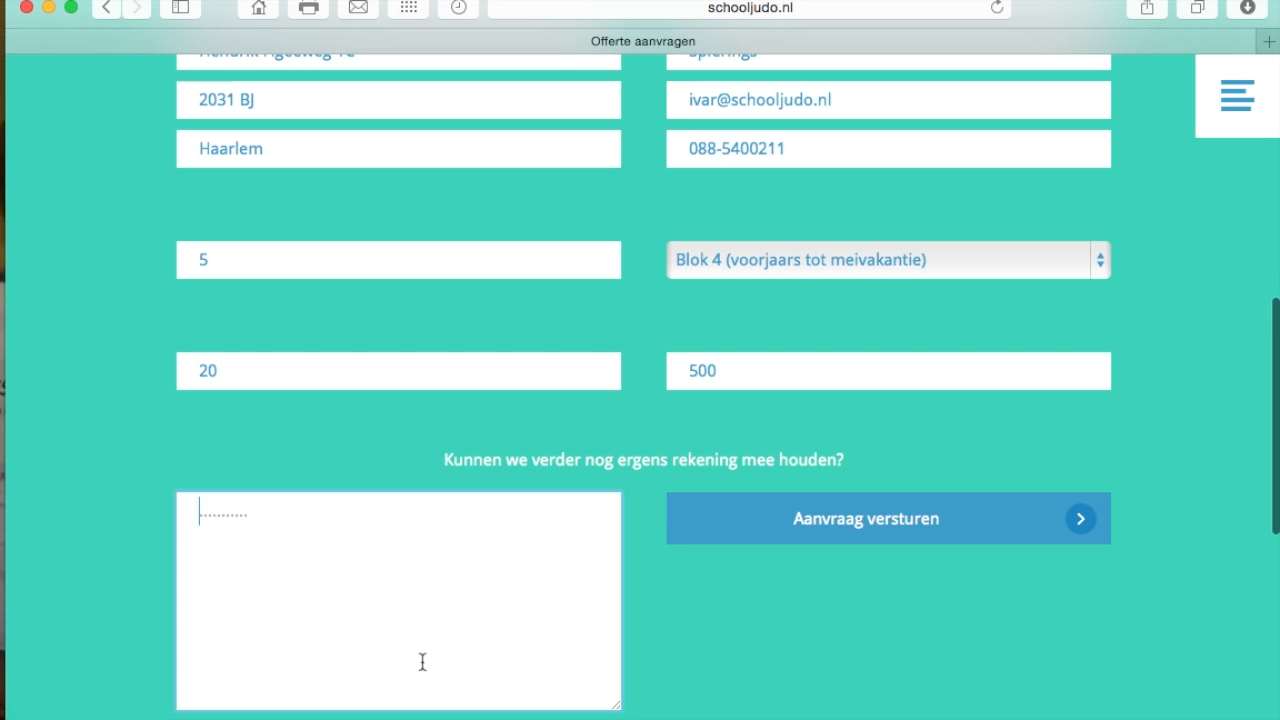 schooljudo.nl
Offerte aanvragen
2031 BJ
ivar@schooljudo.nl
Haarlem
088-5400211
5
Blok 4 (voorjaars tot meivakantie)
20
500
Kunnen we verder nog ergens rekening mee houden?
...........
Aanvraag versturen